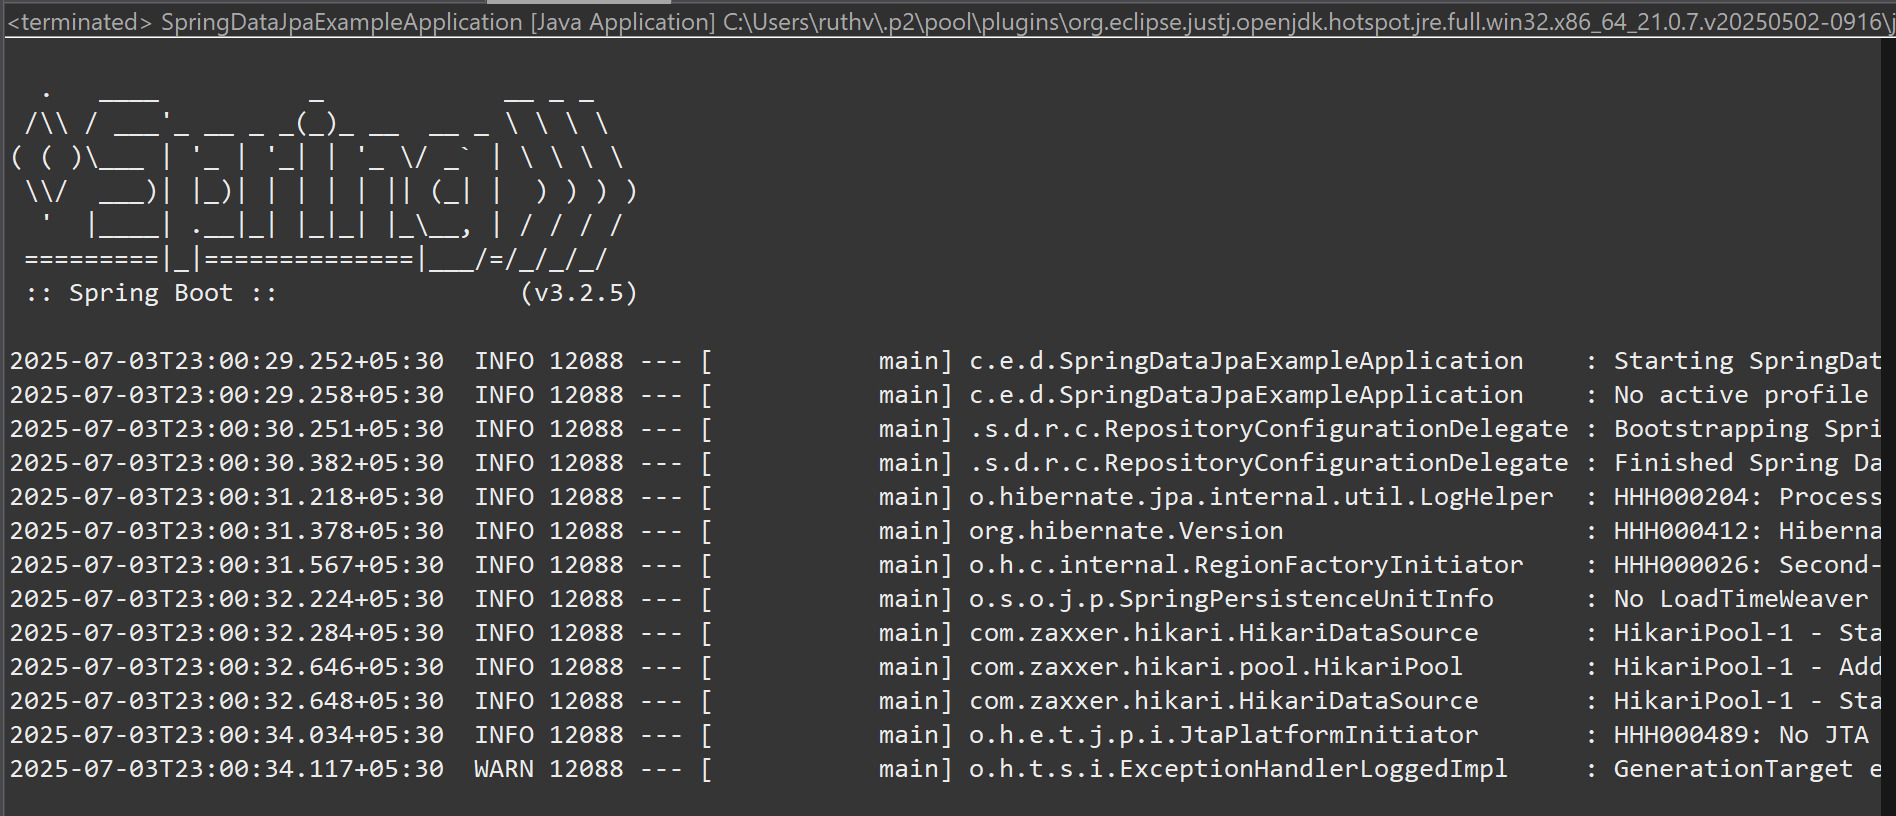 <terminated> SpringDataJpaExampleApplication [Java Application] C:\Users\ruthv\.p2\pool\plugins\org.eclipse.justj.openjdk.hotspot.jre.full.win32.x86_64_21.0.7.v20250502-0916\j
  .   ____          _            __ _ _
 /\\ / ___'_ __ _ _(_)_ __  __ _ \ \ \ \
( ( )\___ | '_ | '_| | '_ \/ _` | \ \ \ \
 \\/  ___)| |_)| | | | | || (_| |  ) ) ) )
  '  |____| .__|_| |_|_| |_\__, | / / / /
 =========|_|==============|___/=/_/_/_/
 :: Spring Boot ::                (v3.2.5)
2025-07-03T23:00:29.252+05:30  INFO 12088 --- [           main] c.e.d.SpringDataJpaExampleApplication    : Starting SpringDat
2025-07-03T23:00:29.258+05:30  INFO 12088 --- [           main] c.e.d.SpringDataJpaExampleApplication    : No active profile
2025-07-03T23:00:30.251+05:30  INFO 12088 --- [           main] .s.d.r.c.RepositoryConfigurationDelegate : Bootstrapping Spri
2025-07-03T23:00:30.382+05:30  INFO 12088 --- [           main] .s.d.r.c.RepositoryConfigurationDelegate : Finished Spring Da
2025-07-03T23:00:31.218+05:30  INFO 12088 --- [           main] o.hibernate.jpa.internal.util.LogHelper  : HHH000204: Process
2025-07-03T23:00:31.378+05:30  INFO 12088 --- [           main] org.hibernate.Version                    : HHH000412: Hiberna
2025-07-03T23:00:31.567+05:30  INFO 12088 --- [           main] o.h.c.internal.RegionFactoryInitiator    : HHH000026: Second-
2025-07-03T23:00:32.224+05:30  INFO 12088 --- [           main] o.s.o.j.p.SpringPersistenceUnitInfo      : No LoadTimeWeaver
2025-07-03T23:00:32.284+05:30  INFO 12088 --- [           main] com.zaxxer.hikari.HikariDataSource       : HikariPool-1 - Sta
2025-07-03T23:00:32.646+05:30  INFO 12088 --- [           main] com.zaxxer.hikari.pool.HikariPool        : HikariPool-1 - Add
2025-07-03T23:00:32.648+05:30  INFO 12088 --- [           main] com.zaxxer.hikari.HikariDataSource       : HikariPool-1 - Sta
2025-07-03T23:00:34.034+05:30  INFO 12088 --- [           main] o.h.e.t.j.p.i.JtaPlatformInitiator       : HHH000489: No JTA
2025-07-03T23:00:34.117+05:30  WARN 12088 --- [           main] o.h.t.s.i.ExceptionHandlerLoggedImpl     : GenerationTarget e